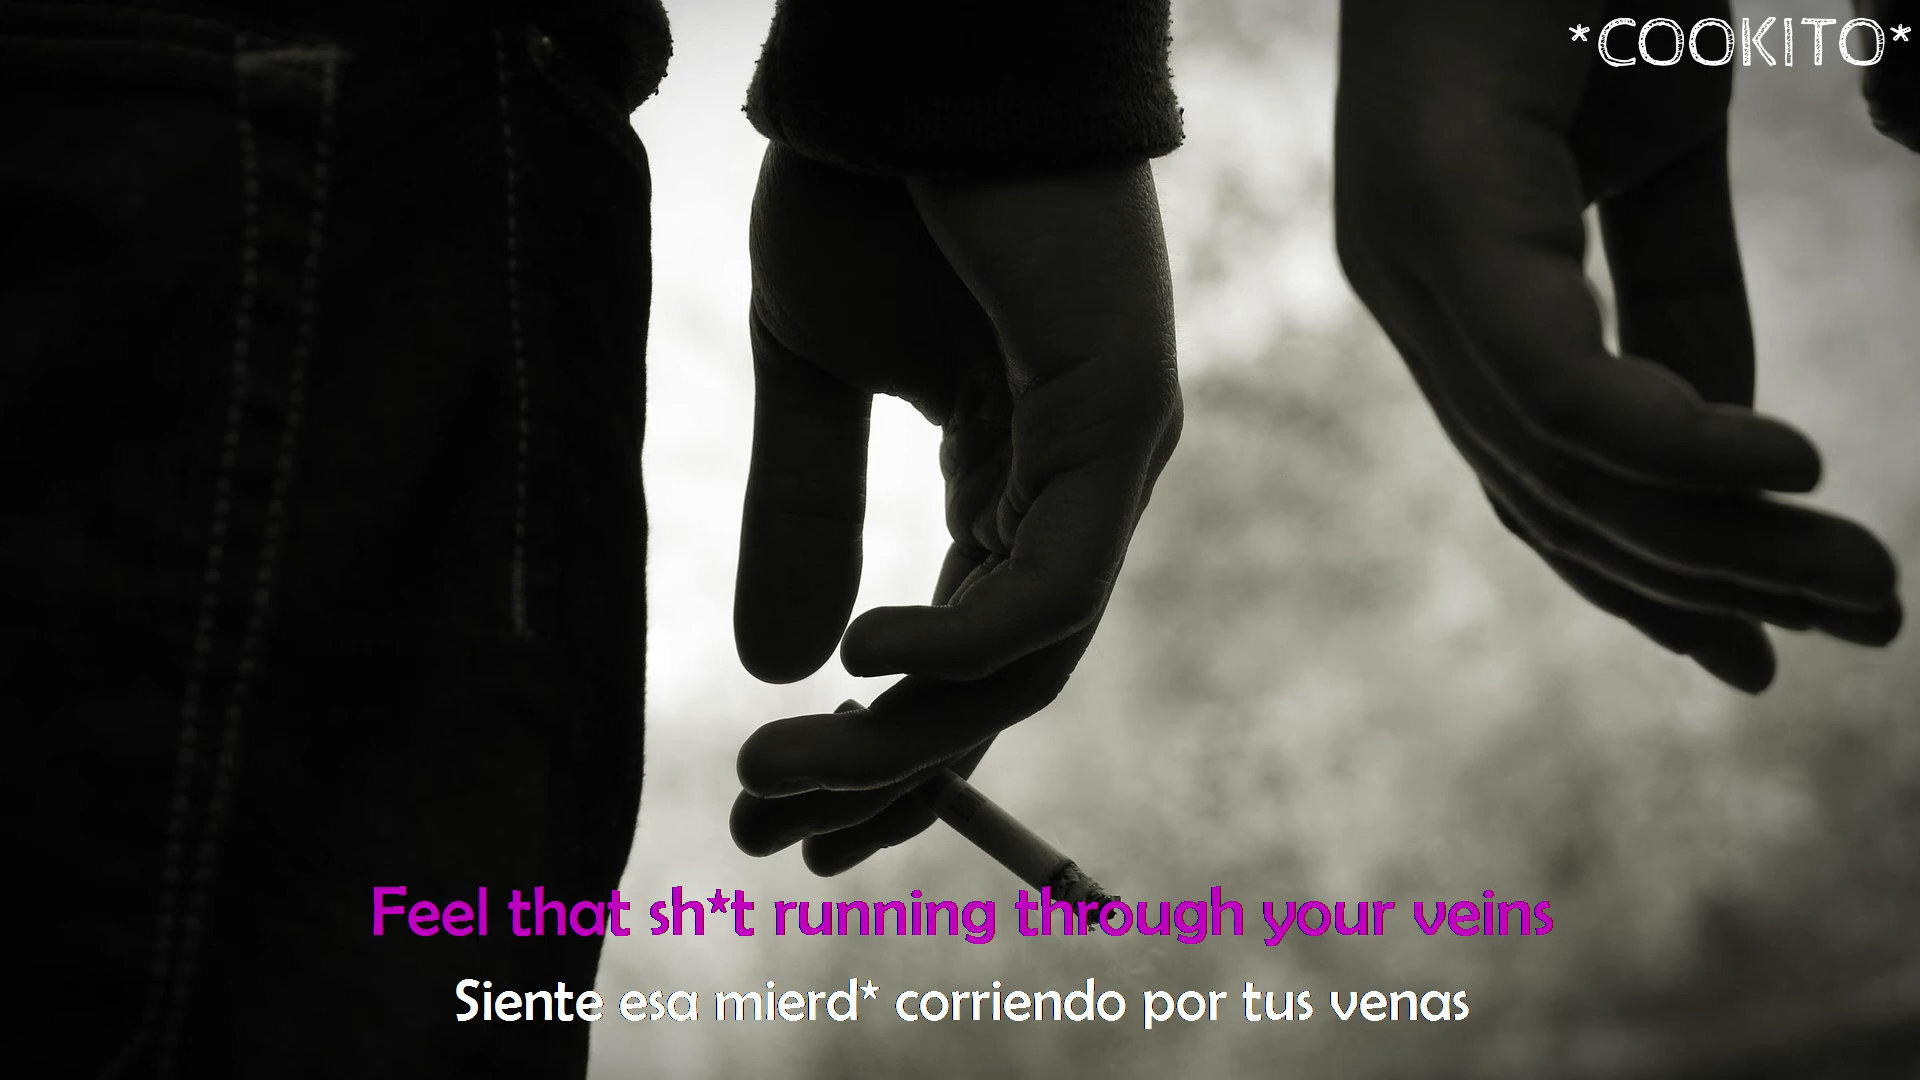 *COOKITO*
Feel that sh*t running through your veins
Siente esa mierd* corriendo por tus venas